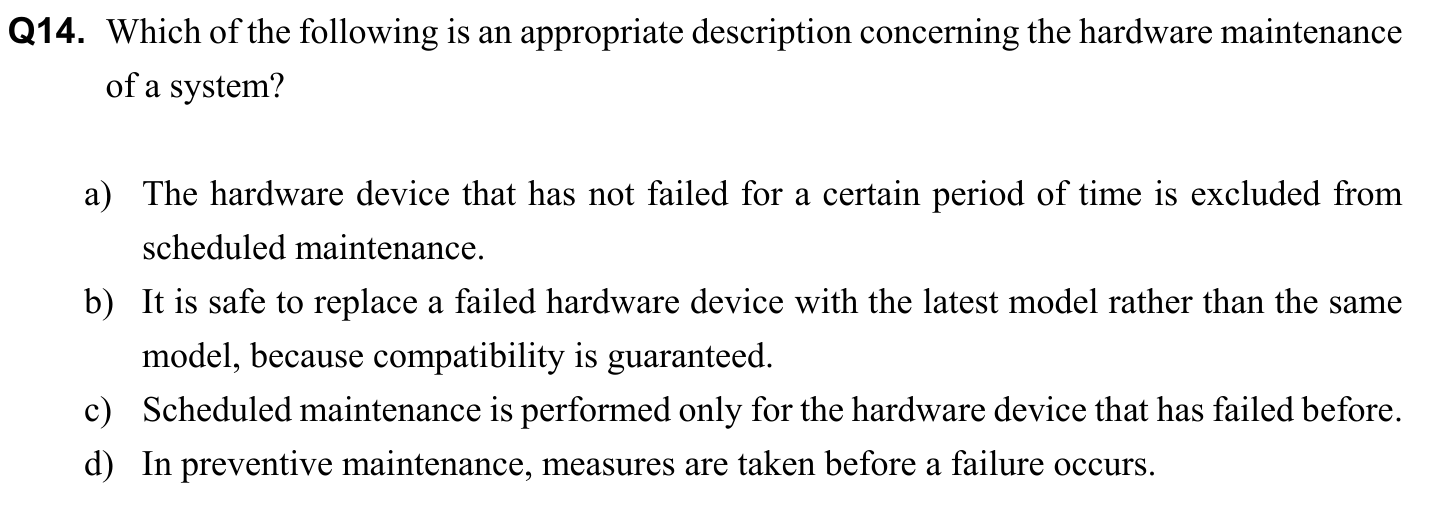 Q14. Which of the following is an appropriate description concerning the hardware maintenance
of a system?
a) The hardware device that has not failed for a certain period of time is excluded from
scheduled maintenance.
b) It is safe to replace a failed hardware device with the latest model rather than the same
model, because compatibility is guaranteed.
c) Scheduled maintenance is performed only for the hardware device that has failed before.
d) In preventive maintenance, measures are taken before a failure occurs.